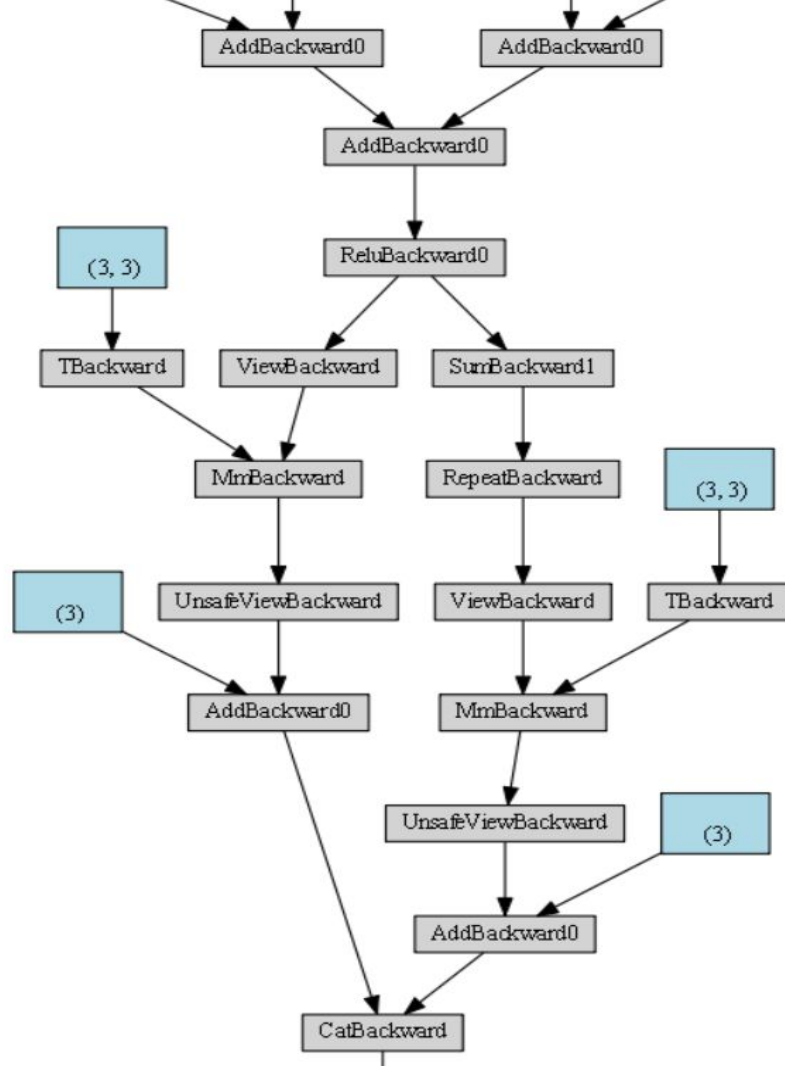 AddBackward0
AddBackward0
AddBackward0
ReluBackward0
(3, 3)
TBackward
ViewBackward
SumBackward1
MmBackward
RepeatBackward
(3, 3)
(3)
UnsafeViewBackward
ViewBackward
TBackward
AddBackward0
MmBackward
UnsafeViewBackward
(3)
AddBackward0
CatBackward